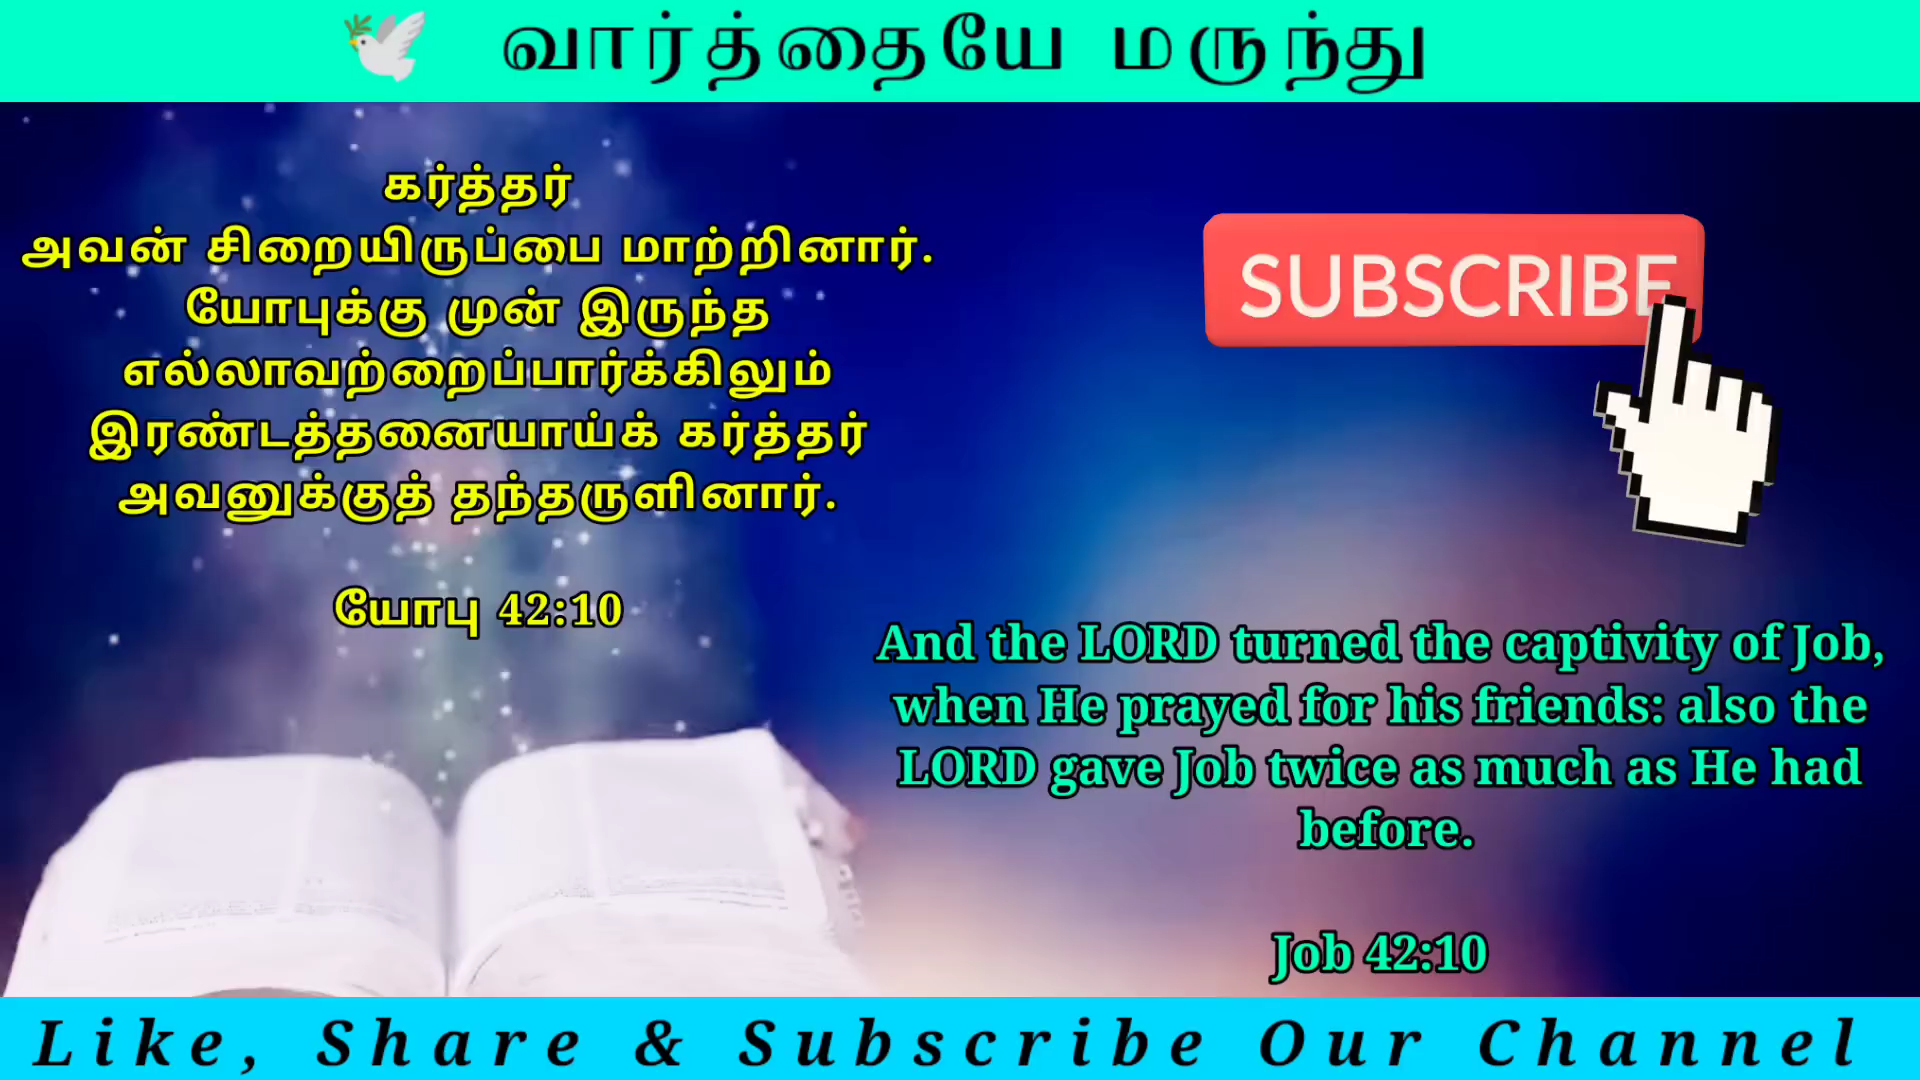 வார்த்தையே மருந்து
கர்த்தர்
அவன் சிறையிருப்பை மாற்றினார்.
யோபுக்கு முன் இருந்த
எல்லாவற்றைப்பார்க்கிலும்
இரண்டத்தனையாய்க் கர்த்தர்
அவனுக்குத் தந்தருளினார்.
யோபு 42:10
SUBSCRIBE
And the LORD turned the captivity of Job,
when He prayed for his friends: also the
LORD gave Job twice as much as He had
before.
Job 42:10
Like, Share & Subscribe Our Channel